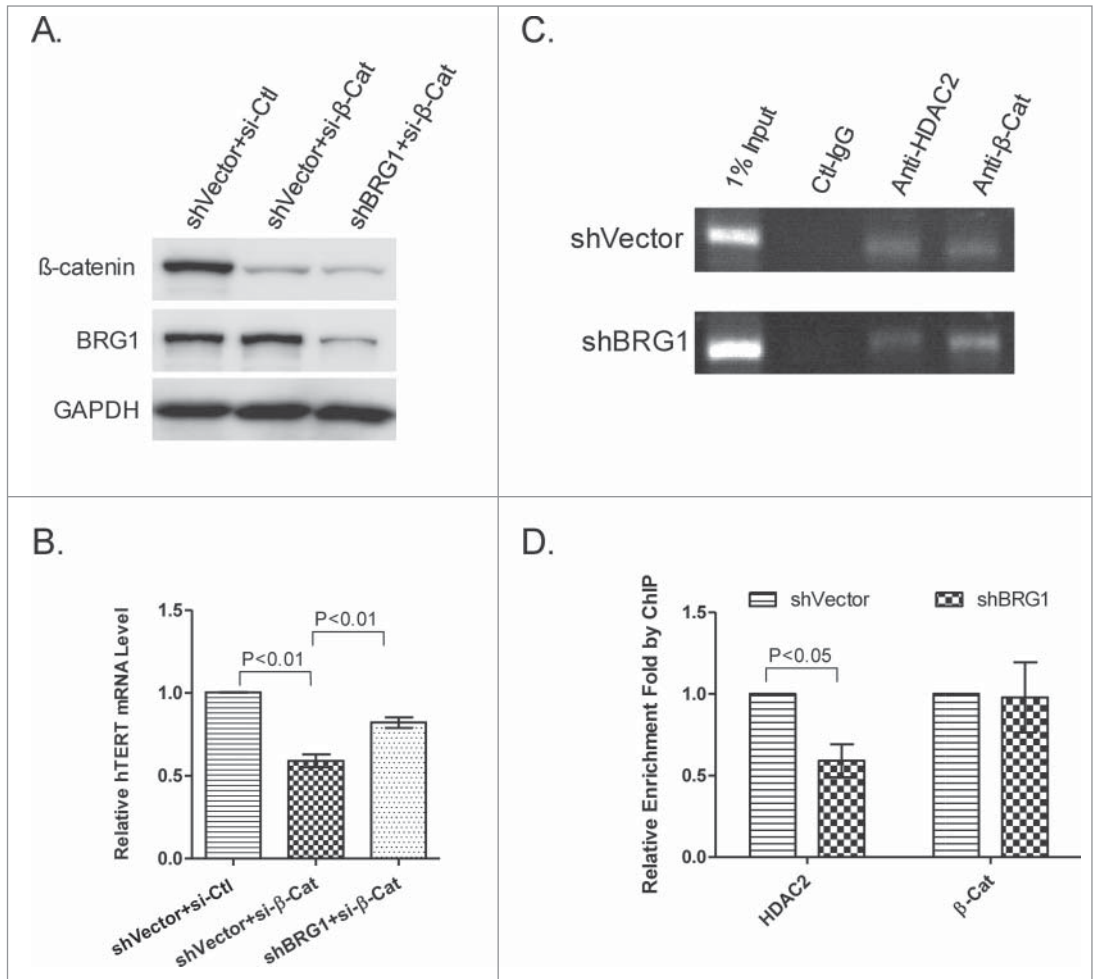 A.
shVector+si-Ctl
shVector+si-β-Cat
shBRG1+si-β-Cat
ß-catenin
BRG1
GAPDH
C.
1% Input
Ctl-IgG
Anti-HDAC2
Anti-β-Cat
shVector
shBRG1
B.
Relative hTERT mRNA Level
1.5
1.0
0.5
0.0
P<0.01
P<0.01
shVector+si-Ctl
shVector+si-β-Cat
shBRG1+si-β-Cat
D.
Relative Enrichment Fold by ChIP
shVector
shBRG1
1.5
1.0
0.5
0.0
P<0.05
HDAC2
β-Cat